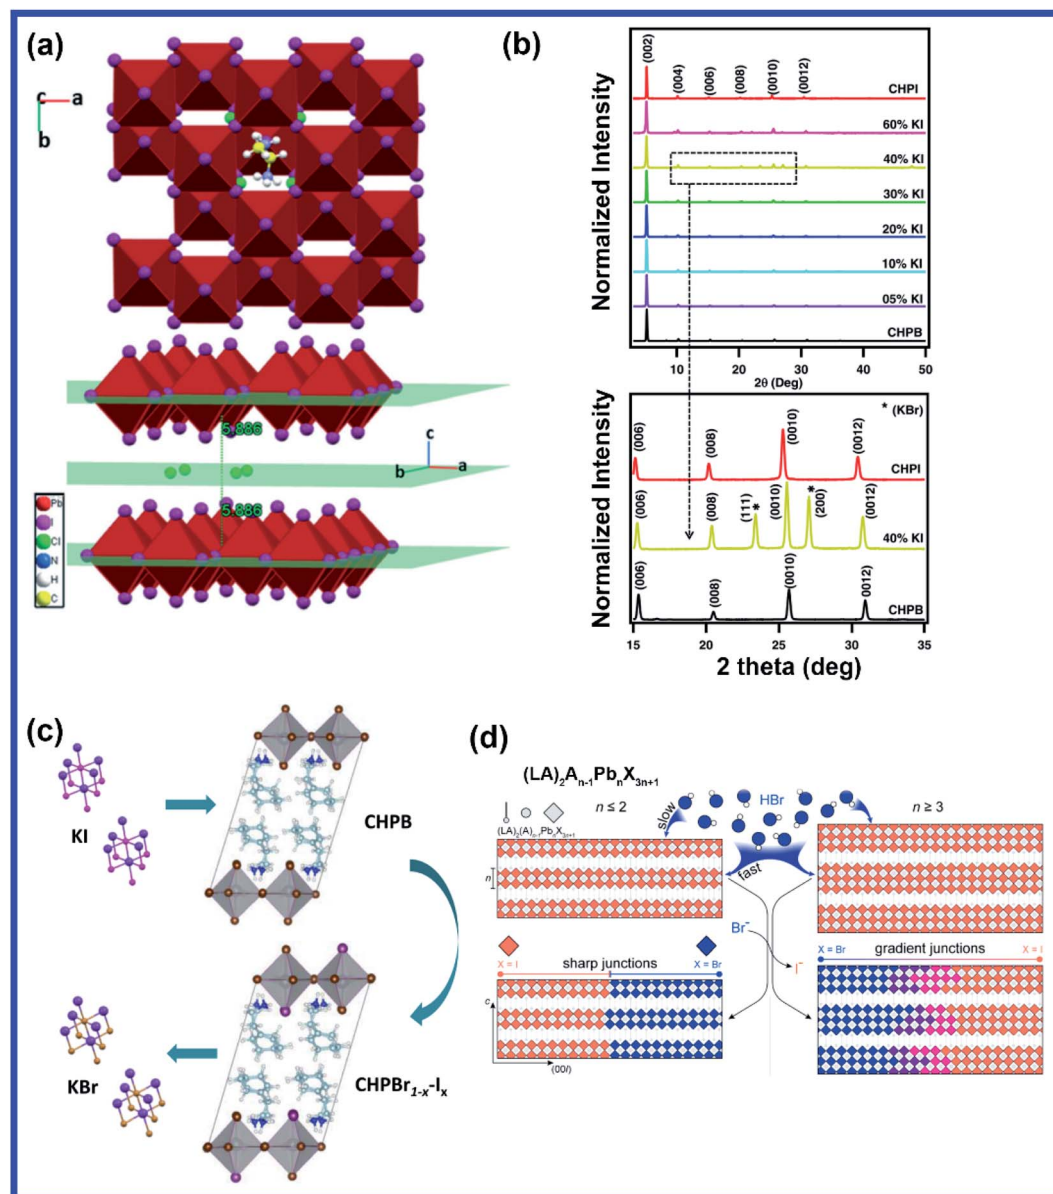 (a)
c
a
b
5.886
c
b
a
5.886
Pb
I
Cl
N
H
C
(b)
Normalized Intensity
(002)
(004)
(006)
(008)
(0010)
(0012)
CHPI
60% KI
40% KI
30% KI
20% KI
10% KI
05% KI
CHPB
10 20 30 40 50
2θ (Deg)
Normalized Intensity
* (KBr)
(006)
(008)
(0010)
(0012)
CHPI
(006)
(008)
(111)
*
(0010)
*
(200)
(0012)
40% KI
(006)
(008)
(0010)
0012)
CHPB
15 20 25 30 35
2 theta (deg)
(c)
KI
CHPB
KBr
CHPBr1-x-Ix
(d)
(LA)2An-1PbnX3n+1
n ≤ 2
HBr
n ≥ 3
slow
fast
(LA)2(A)n-1PbnX3n+1
n
Br-
I-
X = I
sharp junctions
X = Br
X = Br
gradient junctions
X = I
c
(00l)